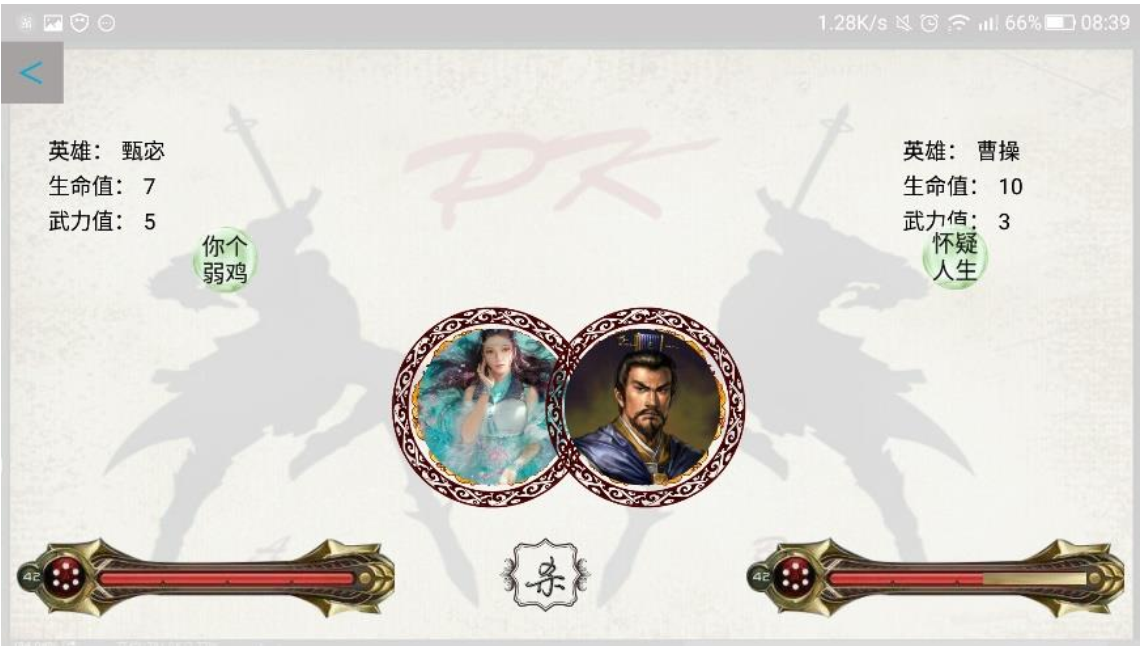 1.28K/s 66% 08:39
<
PK
英雄： 甄宓
生命值： 7
武力值： 5
你个
弱鸡
英雄： 曹操
生命值： 10
武力值： 3
怀疑
人生
42
杀
42